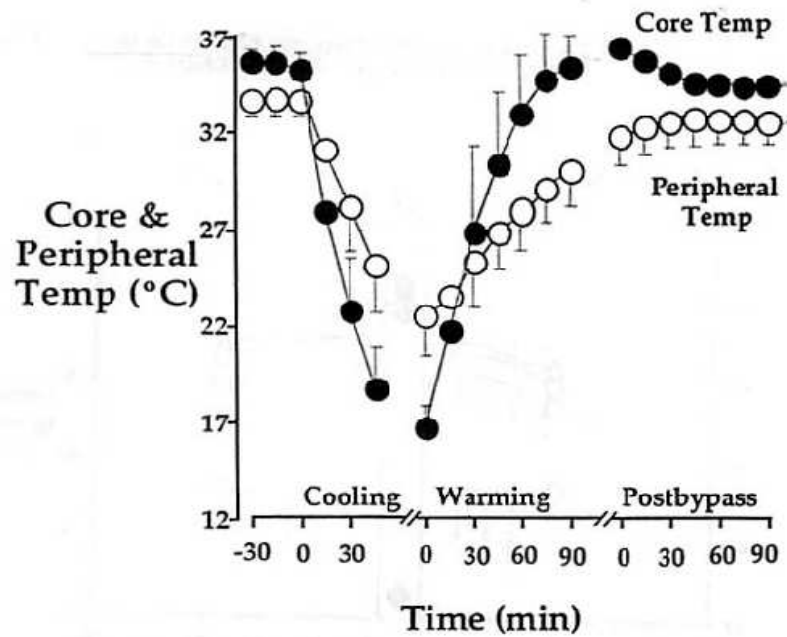 37
32
27
22
17
12
Core &
Peripheral
Temp (°C)
Core Temp
Peripheral
Temp
Cooling
Warming
Postbypass
-30 0 30
0 30 60 90
0 30 60 90
Time (min)